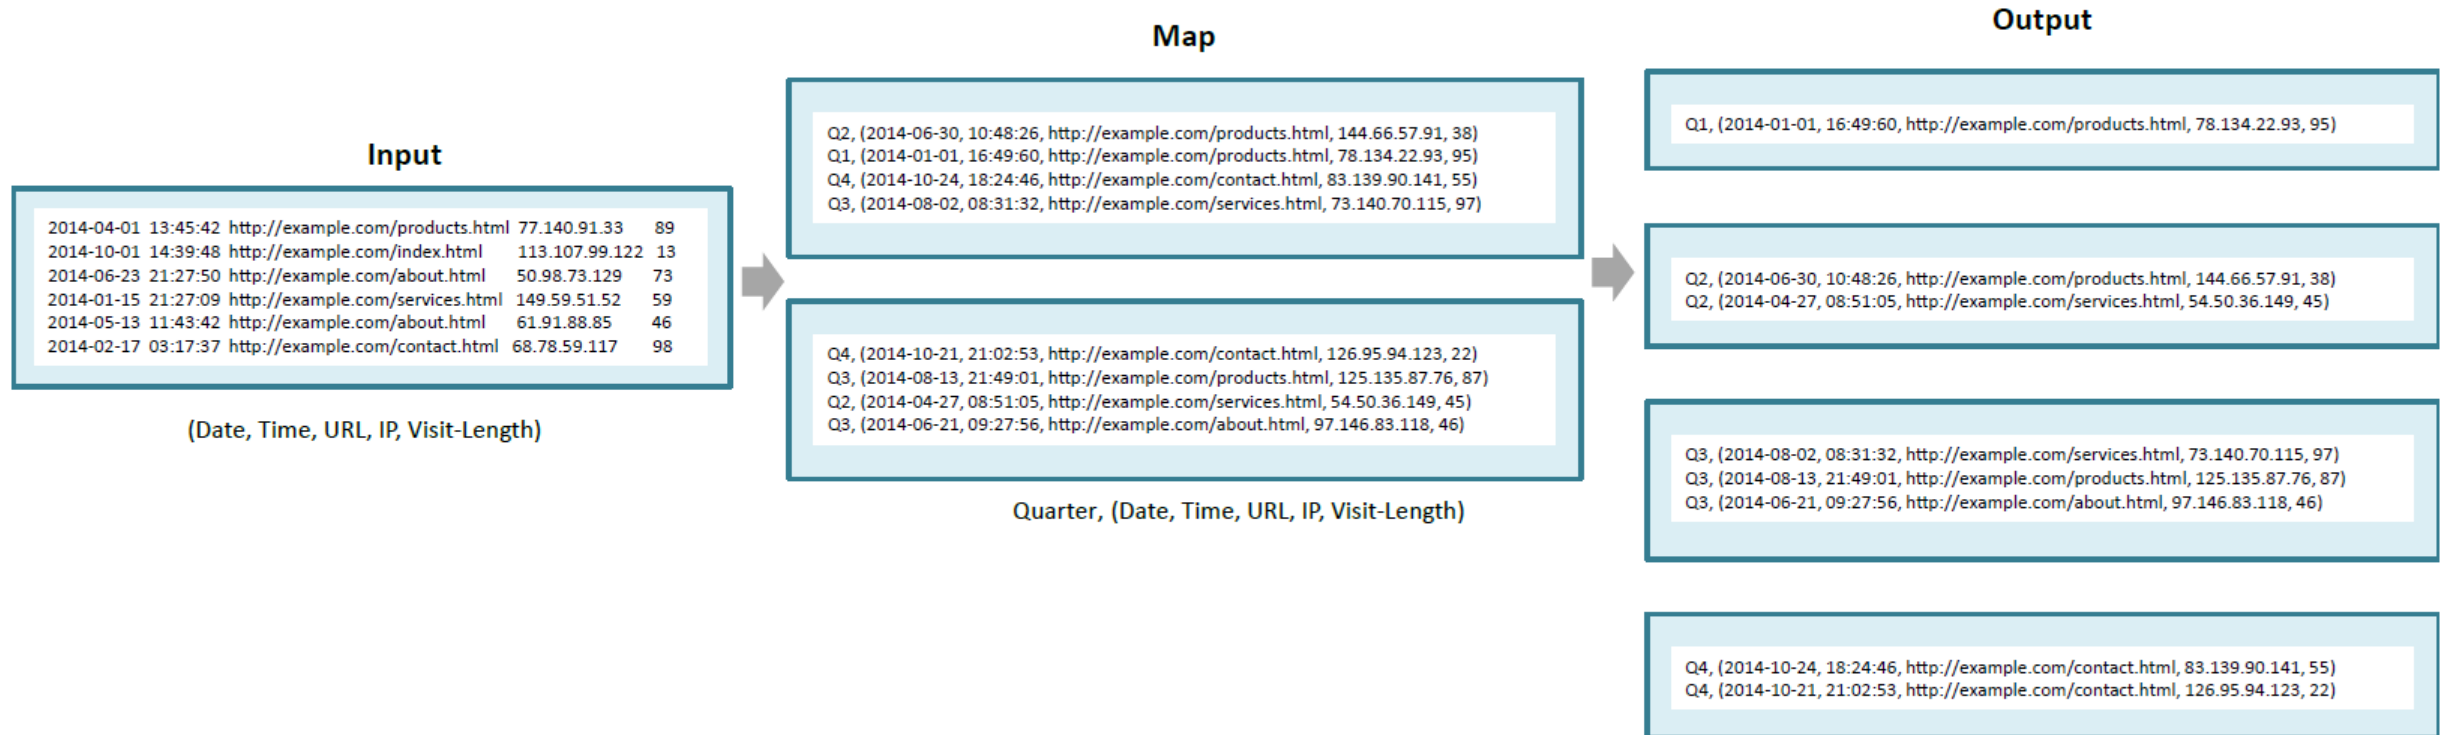 Input
2014-04-01 13:45:42 http://example.com/products.html 77.140.91.33 89
2014-10-01 14:39:48 http://example.com/index.html 113.107.99.122 13
2014-06-23 21:27:50 http://example.com/about.html 50.98.73.129 73
2014-01-15 21:27:09 http://example.com/services.html 149.59.51.52 59
2014-05-13 11:43:42 http://example.com/about.html 61.91.88.85 46
2014-02-17 03:17:37 http://example.com/contact.html 68.78.59.117 98
(Date, Time, URL, IP, Visit-Length)
Map
Q2, (2014-06-30, 10:48:26, http://example.com/products.html, 144.66.57.91, 38)
Q1, (2014-01-01, 16:49:60, http://example.com/products.html, 78.134.22.93, 95)
Q4, (2014-10-24, 18:24:46, http://example.com/contact.html, 83.139.90.141, 55)
Q3, (2014-08-02, 08:31:32, http://example.com/services.html, 73.140.70.115, 97)
Q4, (2014-10-21, 21:02:53, http://example.com/contact.html, 126.95.94.123, 22)
Q3, (2014-08-13, 21:49:01, http://example.com/products.html, 125.135.87.76, 87)
Q2, (2014-04-27, 08:51:05, http://example.com/services.html, 54.50.36.149, 45)
Q3, (2014-06-21, 09:27:56, http://example.com/about.html, 97.146.83.118, 46)
Quarter, (Date, Time, URL, IP, Visit-Length)
Output
Q1, (2014-01-01, 16:49:60, http://example.com/products.html, 78.134.22.93, 95)
Q2, (2014-06-30, 10:48:26, http://example.com/products.html, 144.66.57.91, 38)
Q2, (2014-04-27, 08:51:05, http://example.com/services.html, 54.50.36.149, 45)
Q3, (2014-08-02, 08:31:32, http://example.com/services.html, 73.140.70.115, 97)
Q3, (2014-08-13, 21:49:01, http://example.com/products.html, 125.135.87.76, 87)
Q3, (2014-06-21, 09:27:56, http://example.com/about.html, 97.146.83.118, 46)
Q4, (2014-10-24, 18:24:46, http://example.com/contact.html, 83.139.90.141, 55)
Q4, (2014-10-21, 21:02:53, http://example.com/contact.html, 126.95.94.123, 22)